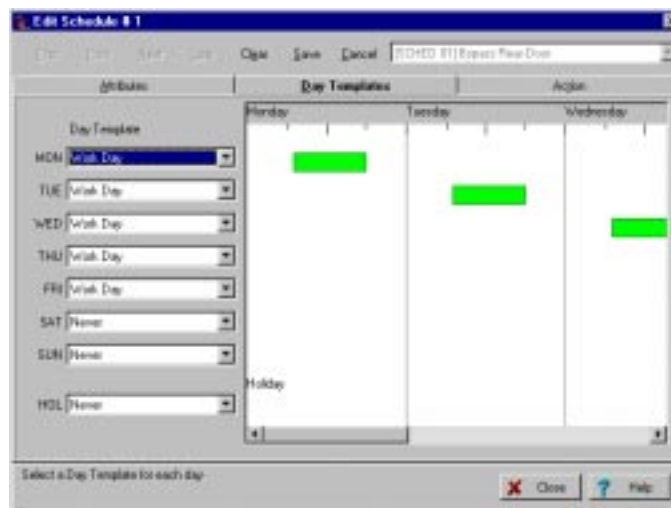 Edit Schedule # 1
Clear Save Cancel [SCHED 01] Bypass Rear Door
Attributes Day Templates Action
Monday Tuesday Wednesday
Day Template
MON Work Day
TUE Work Day
WED Work Day
THU Work Day
FRI Work Day
SAT Never
SUN Never
Holiday
HOL Never
Select a Day Template for each day
Close Help